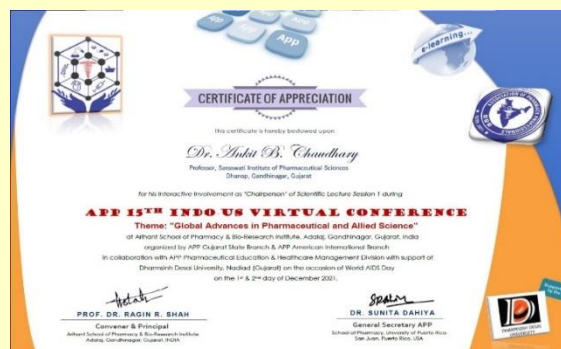 App
e-learning...
CERTIFICATE OF APPRECIATION
This certificate is hereby bestowed upon
Dr. Ankit B. Chaudhary
Professor, Saraswati Institute of Pharmaceutical Sciences
Dhanap, Gandhinagar, Gujarat
for his Interactive Involvement as "Chairperson" of Scientific Lecture Session 1 during
APP 15TH INDO US VIRTUAL CONFERENCE
Theme: "Global Advances in Pharmaceutical and Allied Science"
at Arihant School of Pharmacy & Bio-Research Institute, Adalaj, Gandhinagar, Gujarat, India
organized by APP Gujarat State Branch & APP American International Branch
in collaboration with APP Pharmaceutical Education & Healthcare Management Division with support of
Dharmsinh Desai University, Nadiad (Gujarat) on the occasion of World AIDS Day
on the 1st & 2nd day of December 2021.
PROF. DR. RAGIN R. SHAH
Convener & Principal
Arihant School of Pharmacy & Bio-Research Institute
Adalaj, Gandhinagar, Gujarat, INDIA
DR. SUNITA DAHIYA
General Secretary APP
School of Pharmacy, University of Puerto Rico
San Juan, Puerto Rico, USA
DHARMSINH DESAI
UNIVERSITY